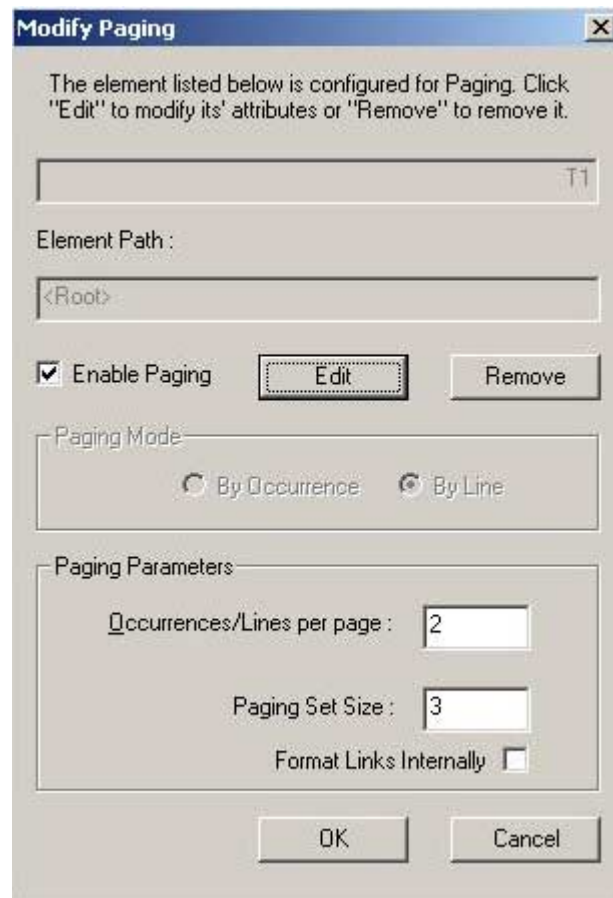 Modify Paging
The element listed below is configured for Paging. Click
"Edit" to modify its' attributes or "Remove" to remove it.
T1
Element Path :
<Root>
Enable Paging Edit Remove
Paging Mode
By Occurrence By Line
Paging Parameters
Occurrences/Lines per page : 2
Paging Set Size : 3
Format Links Internally
OK Cancel